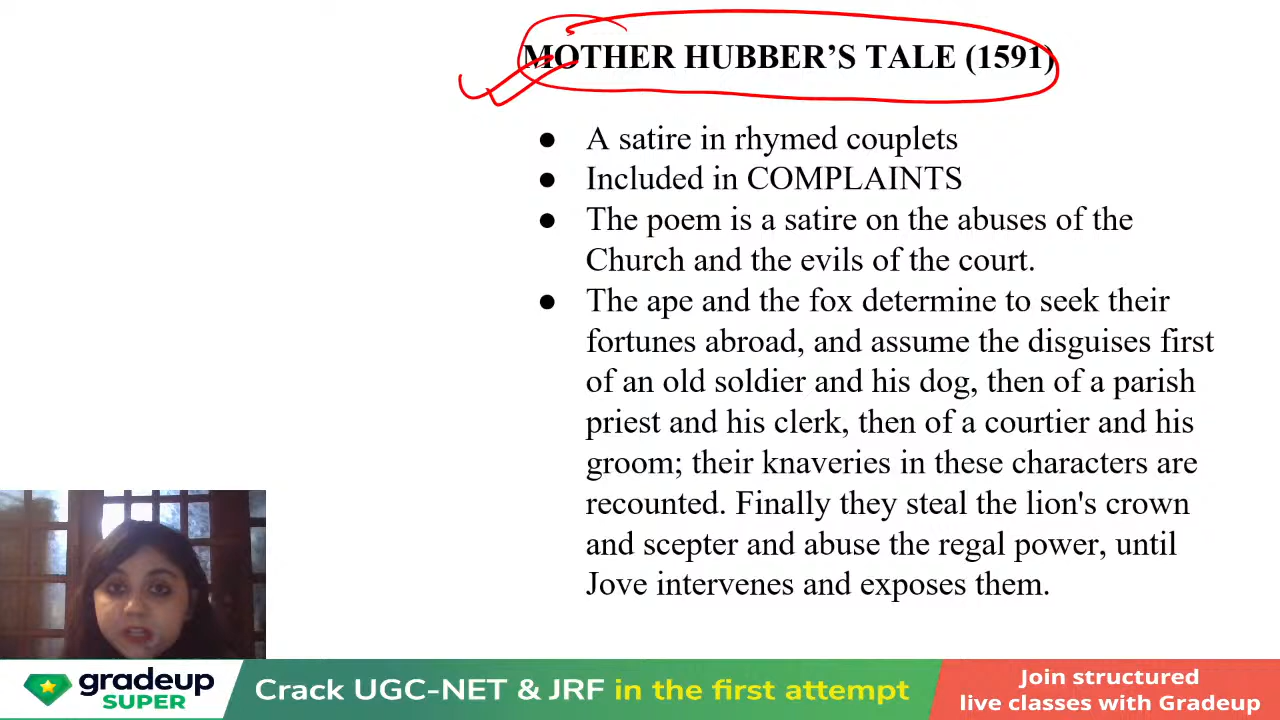 MOTHER HUBBER'S TALE (1591)
● A satire in rhymed couplets
● Included in COMPLAINTS
● The poem is a satire on the abuses of the
Church and the evils of the court.
● The ape and the fox determine to seek their
fortunes abroad, and assume the disguises first
of an old soldier and his dog, then of a parish
priest and his clerk, then of a courtier and his
groom; their knaveries in these characters are
recounted. Finally they steal the lion's crown
and scepter and abuse the regal power, until
Jove intervenes and exposes them.
gradeup
SUPER
Crack UGC-NET & JRF in the first attempt
Join structured
live classes with Gradeup